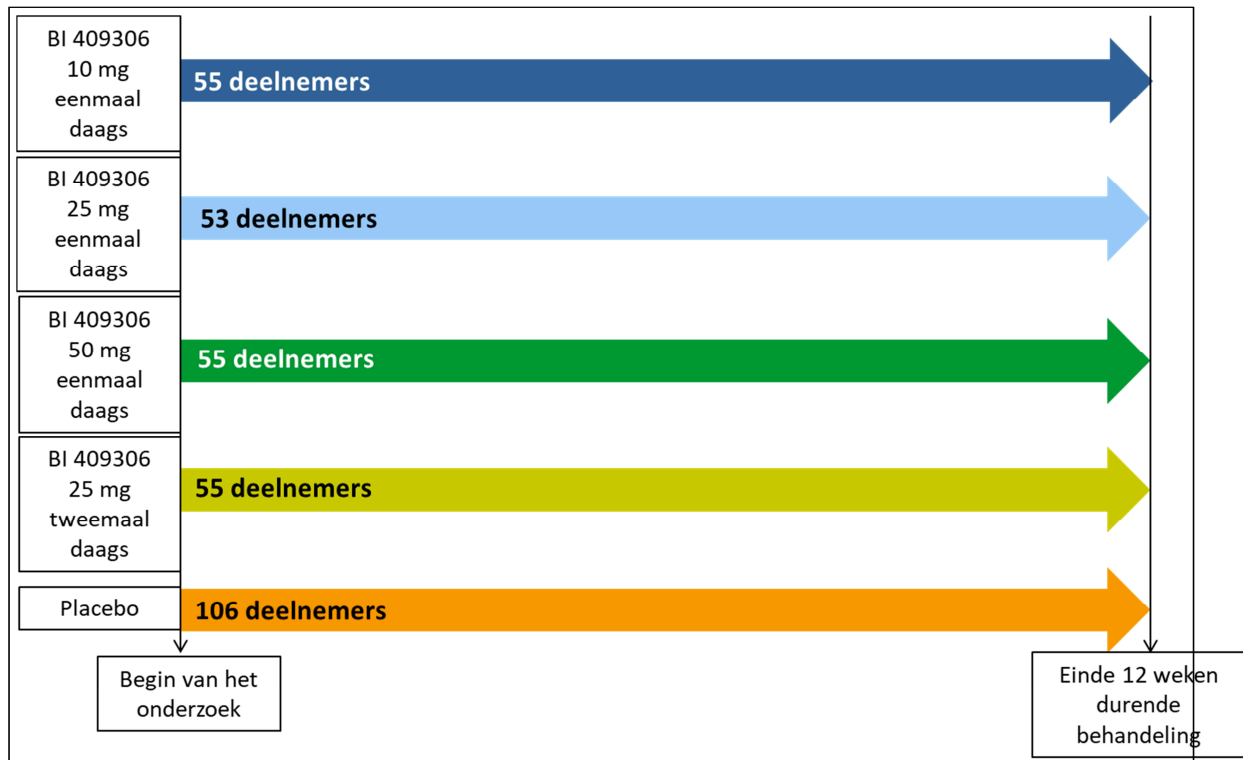 BI 409306
10 mg
eenmaal
daags
55 deelnemers
BI 409306
25 mg
eenmaal
daags
53 deelnemers
BI 409306
50 mg
eenmaal
daags
55 deelnemers
BI 409306
25 mg
tweemaal
daags
55 deelnemers
Placebo
106 deelnemers
Begin van het
onderzoek
Einde 12 weken
durende
behandeling